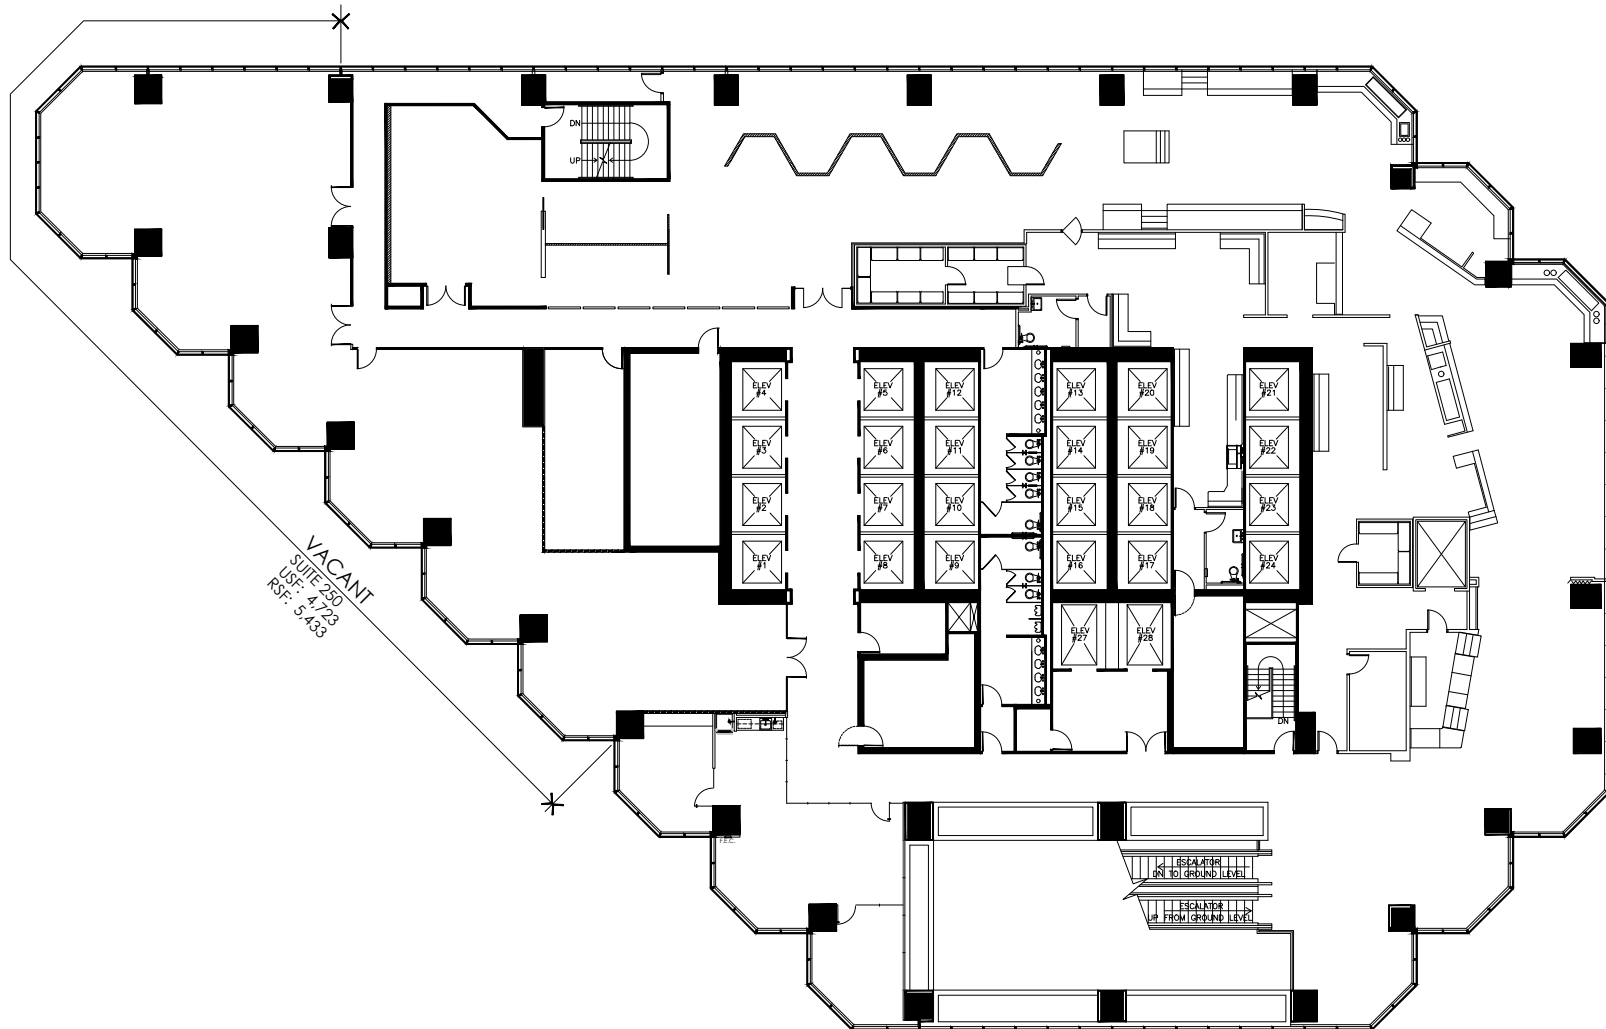 DN
UP
ELEV
#4
ELEV
#5
ELEV
#12
ELEV
#13
ELEV
#20
ELEV
#21
ELEV
#3
ELEV
#6
ELEV
#11
ELEV
#14
ELEV
#19
ELEV
#22
ELEV
#2
ELEV
#7
ELEV
#10
ELEV
#15
ELEV
#18
ELEV
#23
ELEV
#1
ELEV
#8
ELEV
#9
ELEV
#16
ELEV
#17
ELEV
#24
VACANT
SUITE 250
USF: 4,723
RSF: 5,433
ELEV
#27
ELEV
#28
DN
F.E.C.
ESCALATOR
DN TO GROUND LEVEL
ESCALATOR
UP FROM GROUND LEVEL